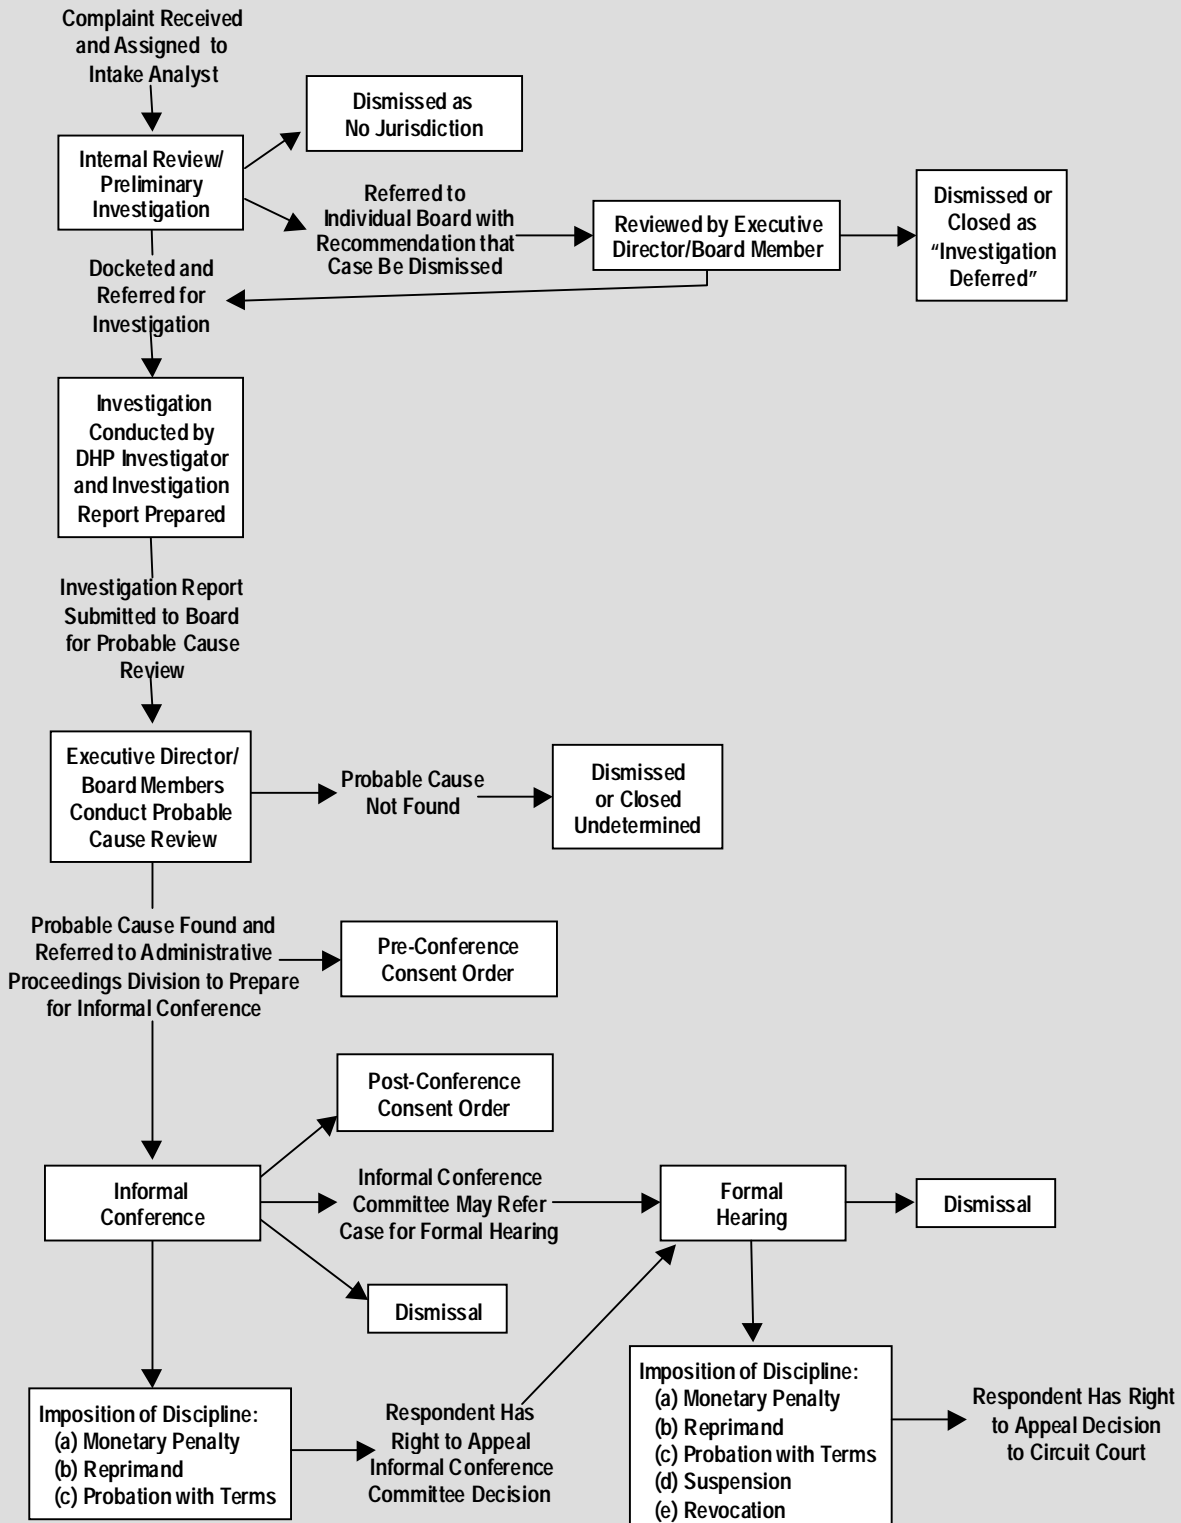 Complaint Received
and Assigned to
Intake Analyst
Dismissed as
No Jurisdiction
Internal Review/
Preliminary
Investigation
Referred to
Individual Board with
Recommendation that
Case Be Dismissed
Reviewed by Executive
Director/Board Member
Dismissed or
Closed as
“Investigation
Deferred”
Docketed and
Referred for
Investigation
Investigation
Conducted by
DHP Investigator
and Investigation
Report Prepared
Investigation Report
Submitted to Board
for Probable Cause
Review
Executive Director/
Board Members
Conduct Probable
Cause Review
Probable Cause
Not Found
Dismissed
or Closed
Undetermined
Probable Cause Found and
Referred to Administrative
Proceedings Division to Prepare
for Informal Conference
Pre-Conference
Consent Order
Post-Conference
Consent Order
Informal
Conference
Informal Conference
Committee May Refer
Case for Formal Hearing
Formal
Hearing
Dismissal
Dismissal
Imposition of Discipline:
(a) Monetary Penalty
(b) Reprimand
(c) Probation with Terms
Respondent Has
Right to Appeal
Informal Conference
Committee Decision
Imposition of Discipline:
(a) Monetary Penalty
(b) Reprimand
(c) Probation with Terms
(d) Suspension
(e) Revocation
Respondent Has Right
to Appeal Decision
to Circuit Court